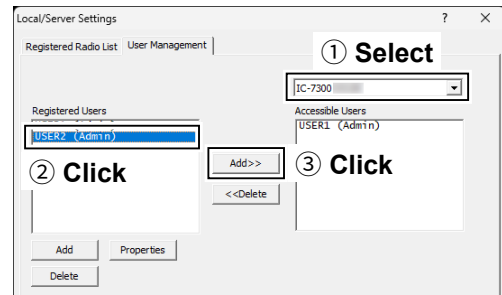 Local/Server Settings ? ×
Registered Radio List User Management
① Select
IC-7300
Registered Users
Accessible Users
USER2 (Admin)
USER1 (Admin)
② Click
Add>>
③ Click
<<Delete
Add Properties
Delete